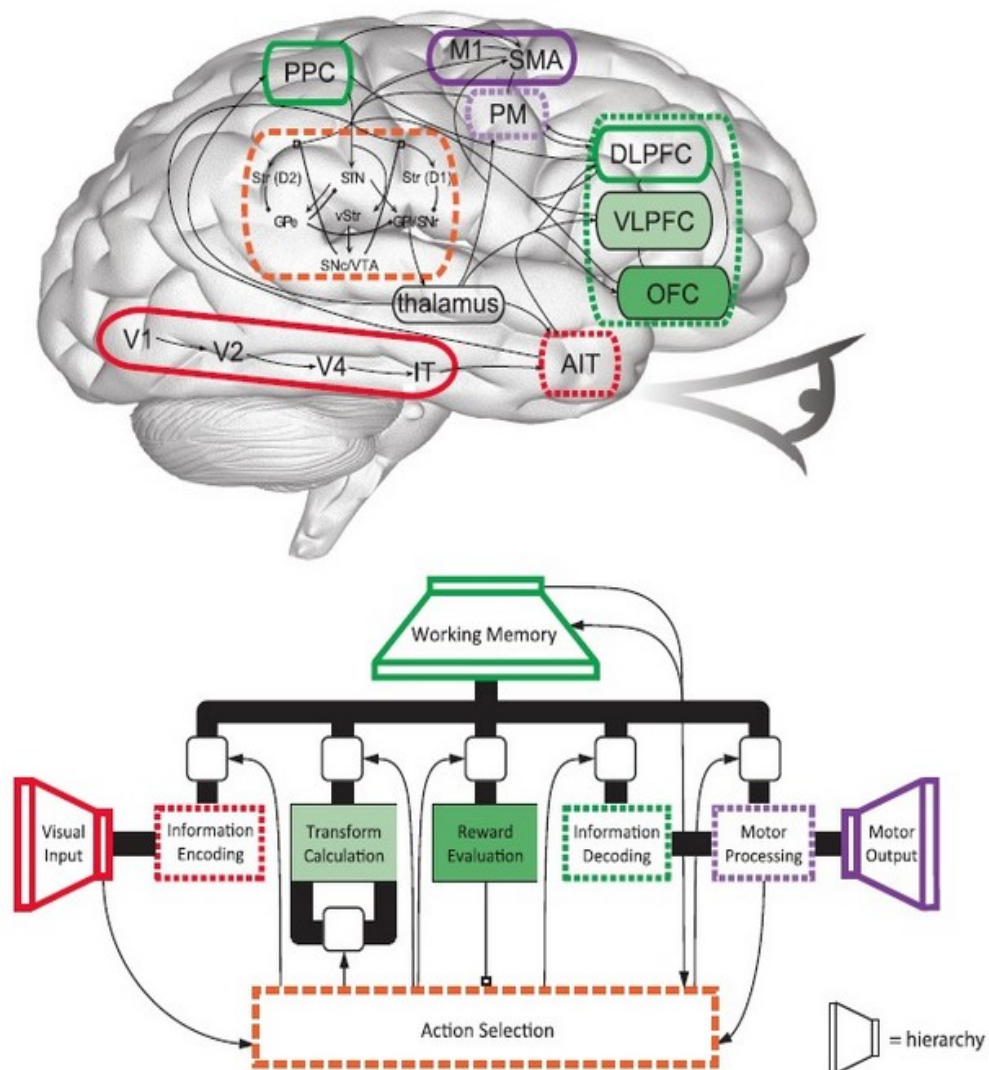 PPC
M1
SMA
PM
DLPFC
VLPFC
OFC
Str (D2)
STN
Str (D1)
GPe
vStr
GPi/SNr
SNc/VTA
thalamus
V1
V2
V4
IT
AIT
Working Memory
Visual
Input
Information
Encoding
Transform
Calculation
Reward
Evaluation
Information
Decoding
Motor
Processing
Motor
Output
Action Selection
= hierarchy